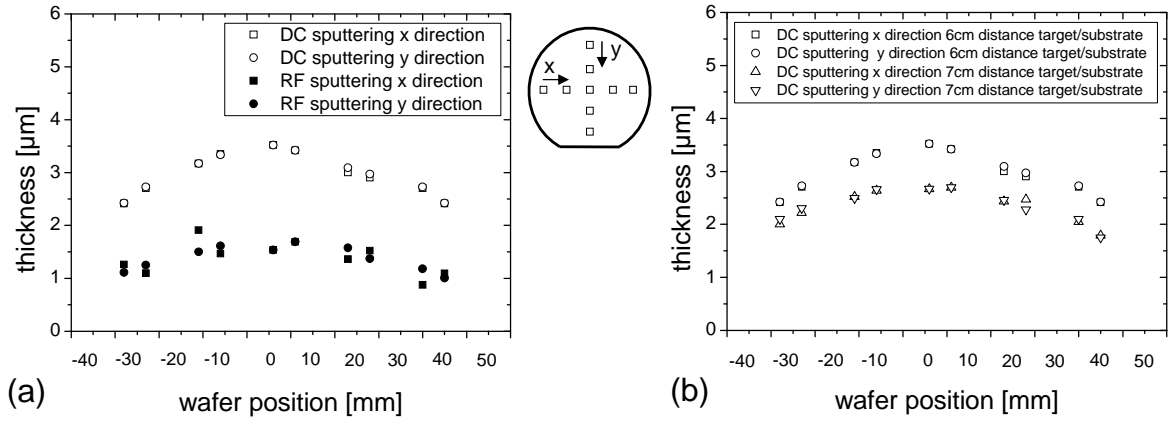 6
5
4
3
2
1
0
thickness [µm]
DC sputtering x direction
DC sputtering y direction
RF sputtering x direction
RF sputtering y direction
-40 -30 -20 -10 0 10 20 30 40 50
wafer position [mm]
(a)
x
y
6
5
4
3
2
1
0
thickness [µm]
DC sputtering x direction 6cm distance target/substrate
DC sputtering y direction 6cm distance target/substrate
DC sputtering x direction 7cm distance target/substrate
DC sputtering y direction 7cm distance target/substrate
-40 -30 -20 -10 0 10 20 30 40 50
wafer position [mm]
(b)